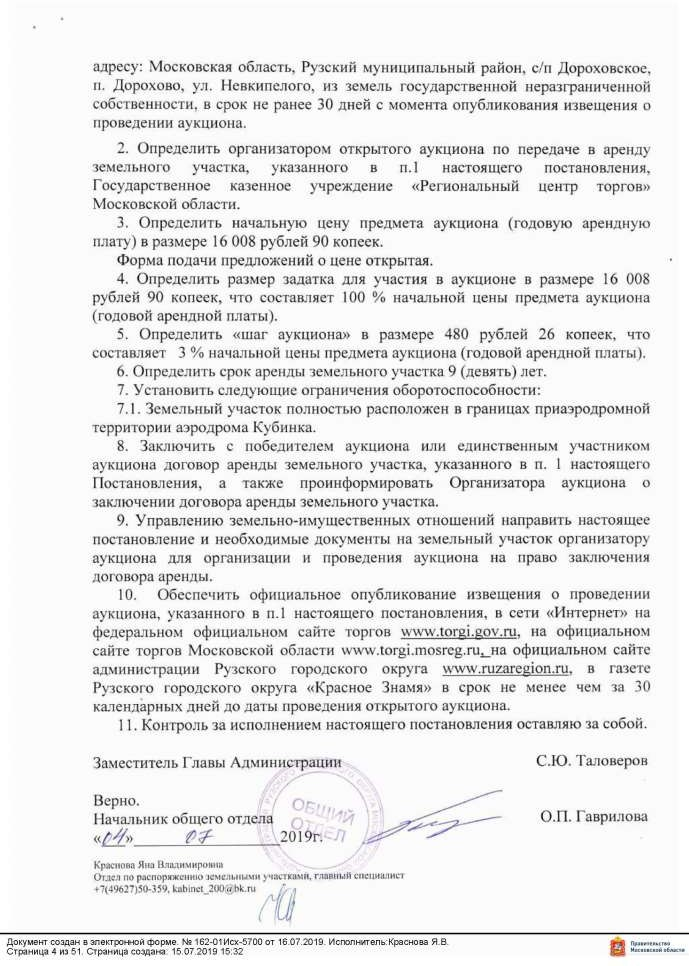 адресу: Московская область, Рузский муниципальный район, с/п Дороховское,
п. Дорохово, ул. Невкипелого, из земель государственной неразграниченной
собственности, в срок не ранее 30 дней с момента опубликования извещения о
проведении аукциона.
2. Определить организатором открытого аукциона по передаче в аренду
земельного участка, указанного в п.1 настоящего постановления,
Государственное казенное учреждение «Региональный центр торгов»
Московской области.
3. Определить начальную цену предмета аукциона (годовую арендную
плату) в размере 16 008 рублей 90 копеек.
Форма подачи предложений о цене открытая.
4. Определить размер задатка для участия в аукционе в размере 16 008
рублей 90 копеек, что составляет 100 % начальной цены предмета аукциона
(годовой арендной платы).
5. Определить «шаг аукциона» в размере 480 рублей 26 копеек, что
составляет 3 % начальной цены предмета аукциона (годовой арендной платы).
6. Определить срок аренды земельного участка 9 (девять) лет.
7. Установить следующие ограничения оборотоспособности:
7.1. Земельный участок полностью расположен в границах приаэродромной
территории аэродрома Кубинка.
8. Заключить с победителем аукциона или единственным участником
аукциона договор аренды земельного участка, указанного в п. 1 настоящего
Постановления, а также проинформировать Организатора аукциона о
заключении договора аренды земельного участка.
9. Управлению земельно-имущественных отношений направить настоящее
постановление и необходимые документы на земельный участок организатору
аукциона для организации и проведения аукциона на право заключения
договора аренды.
10. Обеспечить официальное опубликование извещения о проведении
аукциона, указанного в п.1 настоящего постановления, в сети «Интернет» на
федеральном официальном сайте торгов www.torgi.gov.ru, на официальном
сайте торгов Московской области www.torgi.mosreg.ru, на официальном сайте
администрации Рузского городского округа www.ruzaregion.ru, в газете
Рузского городского округа «Красное Знамя» в срок не менее чем за 30
календарных дней до даты проведения открытого аукциона.
11. Контроль за исполнением настоящего постановления оставляю за собой.
Заместитель Главы Администрации С.Ю. Таловеров
Верно.
Начальник общего отдела О.П. Гаврилова
«04» 07 2019г.
ОБЩИЙ
ОТДЕЛ
Краснова Яна Владимировна
Отдел по распоряжению земельными участками, главный специалист
+7(49627)50-359, kabinet_200@bk.ru
Документ создан в электронной форме. № 162-01Исх-5700 от 16.07.2019. Исполнитель:Краснова Я.В.
Страница 4 из 51. Страница создана: 15.07.2019 15:32
Правительство
Московской области